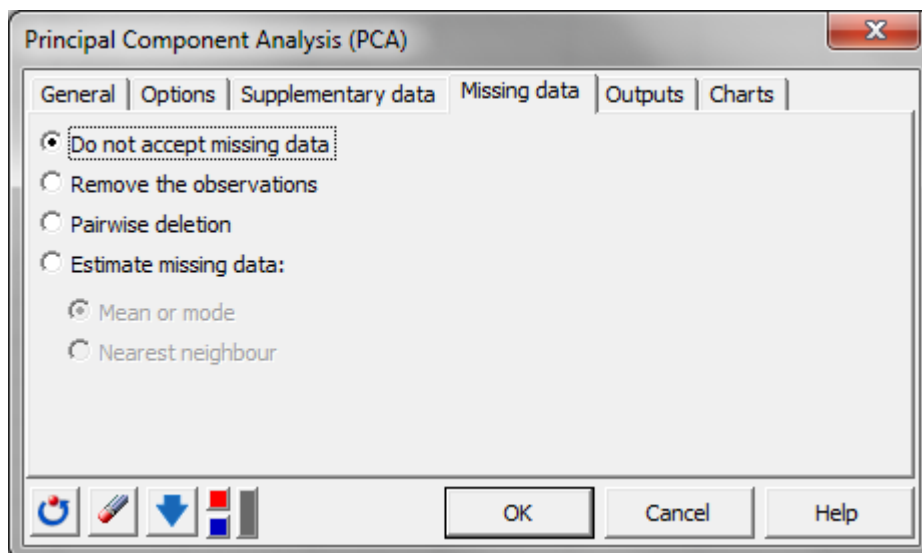 Principal Component Analysis (PCA)
General Options Supplementary data Missing data Outputs Charts
Do not accept missing data
Remove the observations
Pairwise deletion
Estimate missing data:
Mean or mode
Nearest neighbour
OK Cancel Help